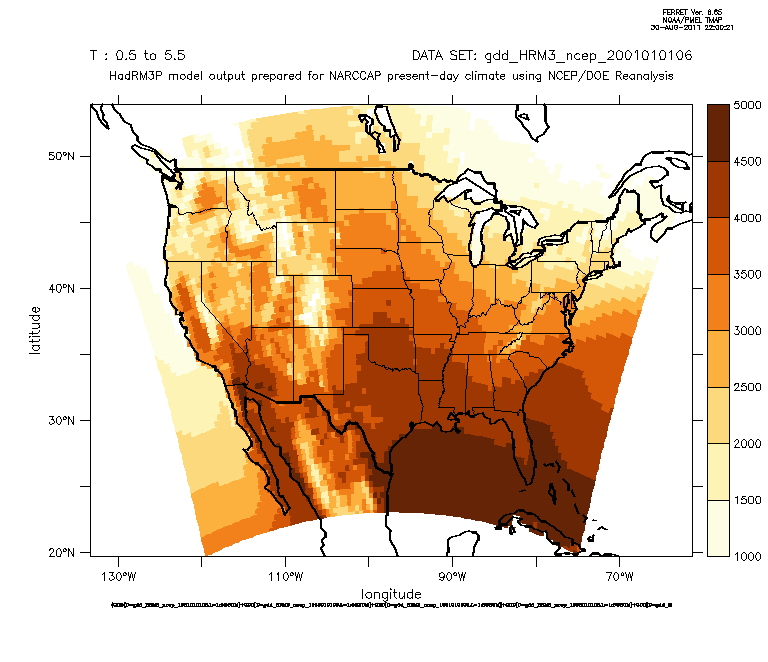 FERRET Ver. 6.65
NOAA/PMEL TMAP
30-AUG-2011 22:00:21
T : 0.5 to 5.5
DATA SET: gdd_HRM3_ncep_2001010106
HadRM3P model output prepared for NARCCAP present-day climate using NCEP/DOE Reanalysis
5000
4500
4000
3500
3000
2500
2000
1500
1000
50°N
40°N
30°N
20°N
latitude
130°W
110°W
90°W
70°W
longitude